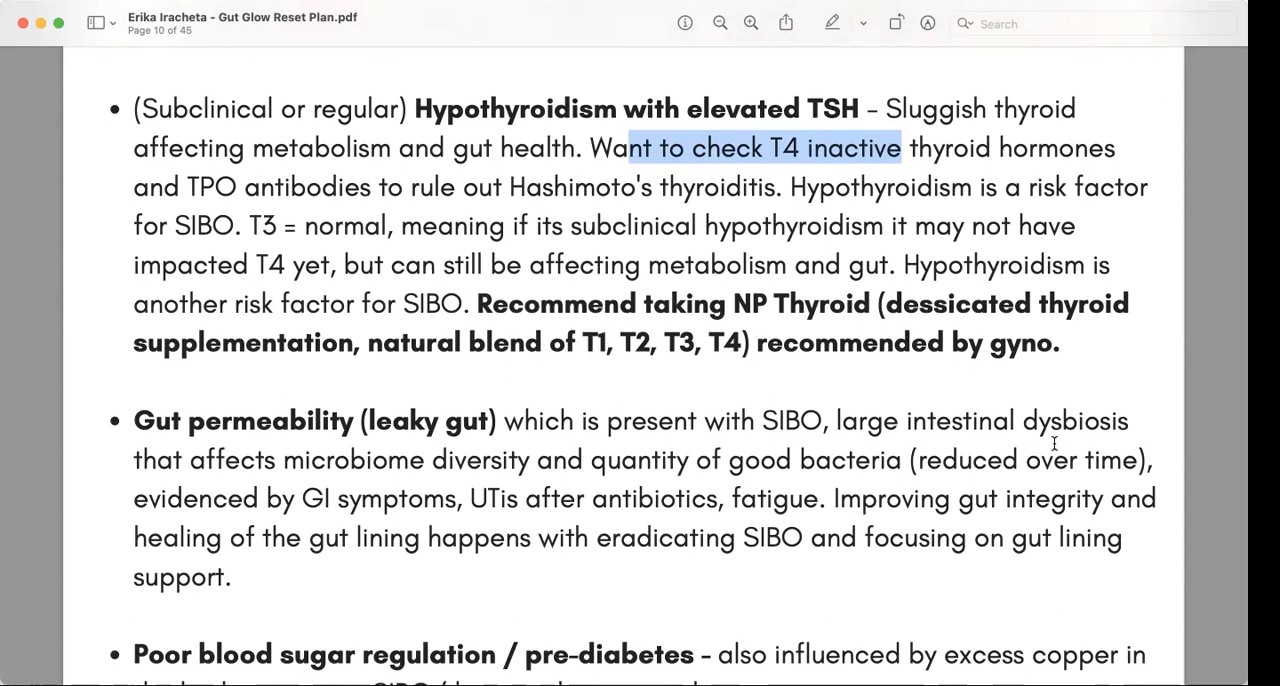 Erika Iracheta - Gut Glow Reset Plan.pdf
Page 10 of 45
Search
• (Subclinical or regular) Hypothyroidism with elevated TSH – Sluggish thyroid
affecting metabolism and gut health. Want to check T4 inactive thyroid hormones
and TPO antibodies to rule out Hashimoto's thyroiditis. Hypothyroidism is a risk factor
for SIBO. T3 = normal, meaning if its subclinical hypothyroidism it may not have
impacted T4 yet, but can still be affecting metabolism and gut. Hypothyroidism is
another risk factor for SIBO. Recommend taking NP Thyroid (dessicated thyroid
supplementation, natural blend of T1, T2, T3, T4) recommended by gyno.
• Gut permeability (leaky gut) which is present with SIBO, large intestinal dysbiosis
that affects microbiome diversity and quantity of good bacteria (reduced over time),
evidenced by GI symptoms, UTis after antibiotics, fatigue. Improving gut integrity and
healing of the gut lining happens with eradicating SIBO and focusing on gut lining
support.
• Poor blood sugar regulation / pre-diabetes - also influenced by excess copper in